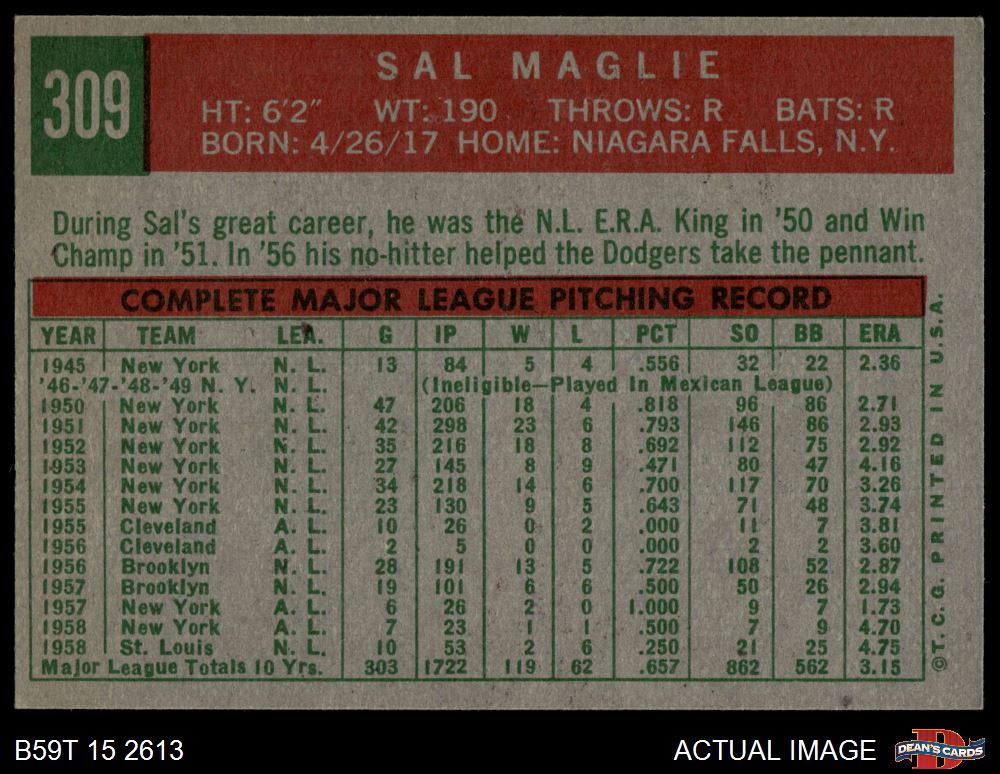 309
SAL MAGLIE
HT: 6'2" WT: 190 THROWS: R BATS: R
BORN: 4/26/17 HOME: NIAGARA FALLS, N.Y.
During Sal's great career, he was the N.L. E.R.A. King in '50 and Win
Champ in '51. In '56 his no-hitter helped the Dodgers take the pennant.
COMPLETE MAJOR LEAGUE PITCHING RECORD
YEAR TEAM LEA. G IP W L PCT SO BB ERA
1945 New York N. L. 13 84 5 4 .556 32 22 2.36
'46-'47-'48-'49 N. Y. N. L. (Ineligible—Played In Mexican League)
1950 New York N. L. 47 206 18 4 .818 96 86 2.71
1951 New York N. L. 42 298 23 6 .793 146 86 2.93
1952 New York N. L. 35 216 18 8 .692 112 75 2.92
1953 New York N. L. 27 145 8 9 .471 80 47 4.16
1954 New York N. L. 34 218 14 6 .700 117 70 3.26
1955 New York N. L. 23 130 9 5 .643 71 48 3.74
1955 Cleveland A. L. 10 26 0 2 .000 11 7 3.81
1956 Cleveland A. L. 2 5 0 0 .000 2 2 3.60
1956 Brooklyn N. L. 28 191 13 5 .722 108 52 2.87
1957 Brooklyn N. L. 19 101 6 6 .500 50 26 2.94
1957 New York A. L. 6 26 2 0 1.000 9 7 1.73
1958 New York A. L. 7 23 1 1 .500 7 9 4.70
1958 St. Louis N. L. 10 53 2 6 .250 21 25 4.75
Major League Totals 10 Yrs. 303 1722 119 62 .657 862 562 3.15
©T.C.G. PRINTED IN U.S.A.
B59T 15 2613
ACTUAL IMAGE
D
DEAN'S CARDS